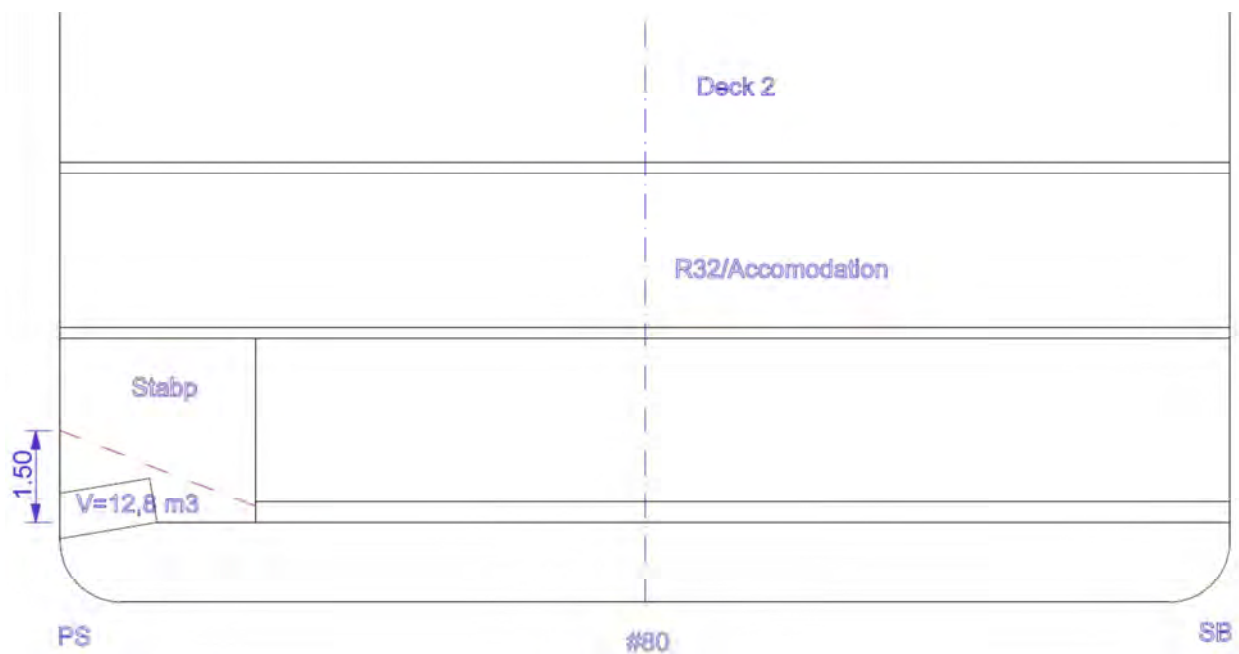 Deck 2
R32/Accomodation
Stabp
1.50
V=12,8 m3
PS
#80
SB